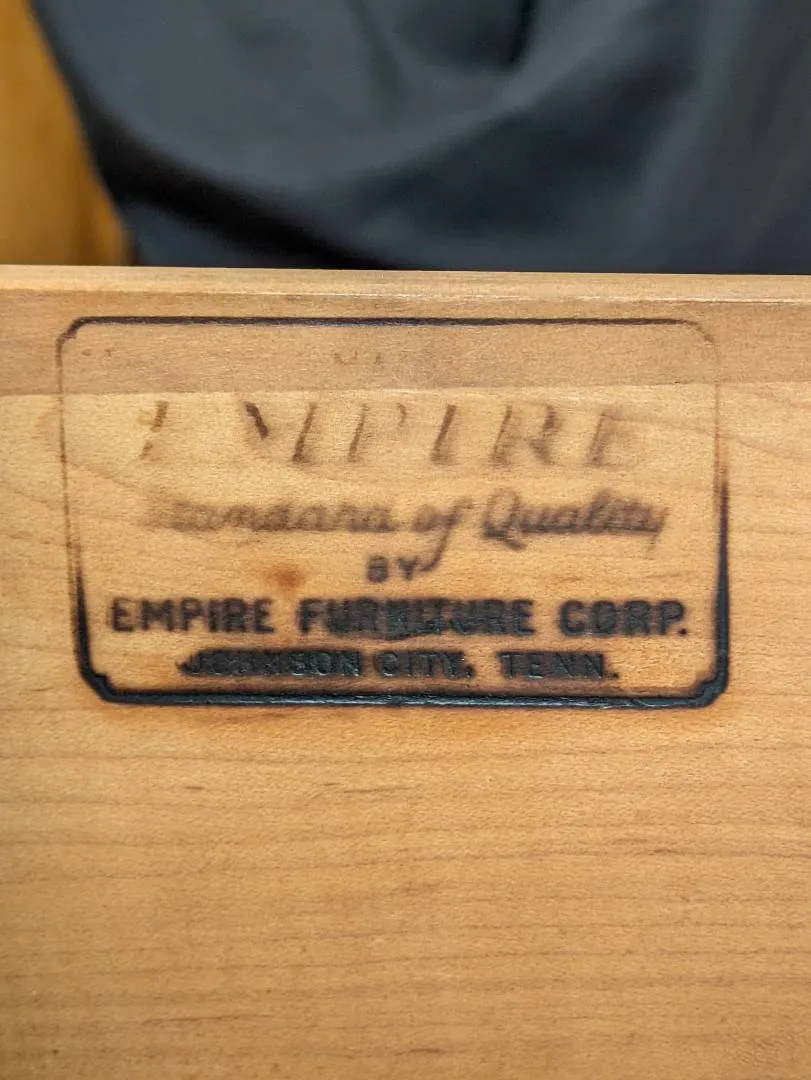 EMPIRE
Standard of Quality
BY
EMPIRE FURNITURE CORP.
JOHNSON CITY, TENN.